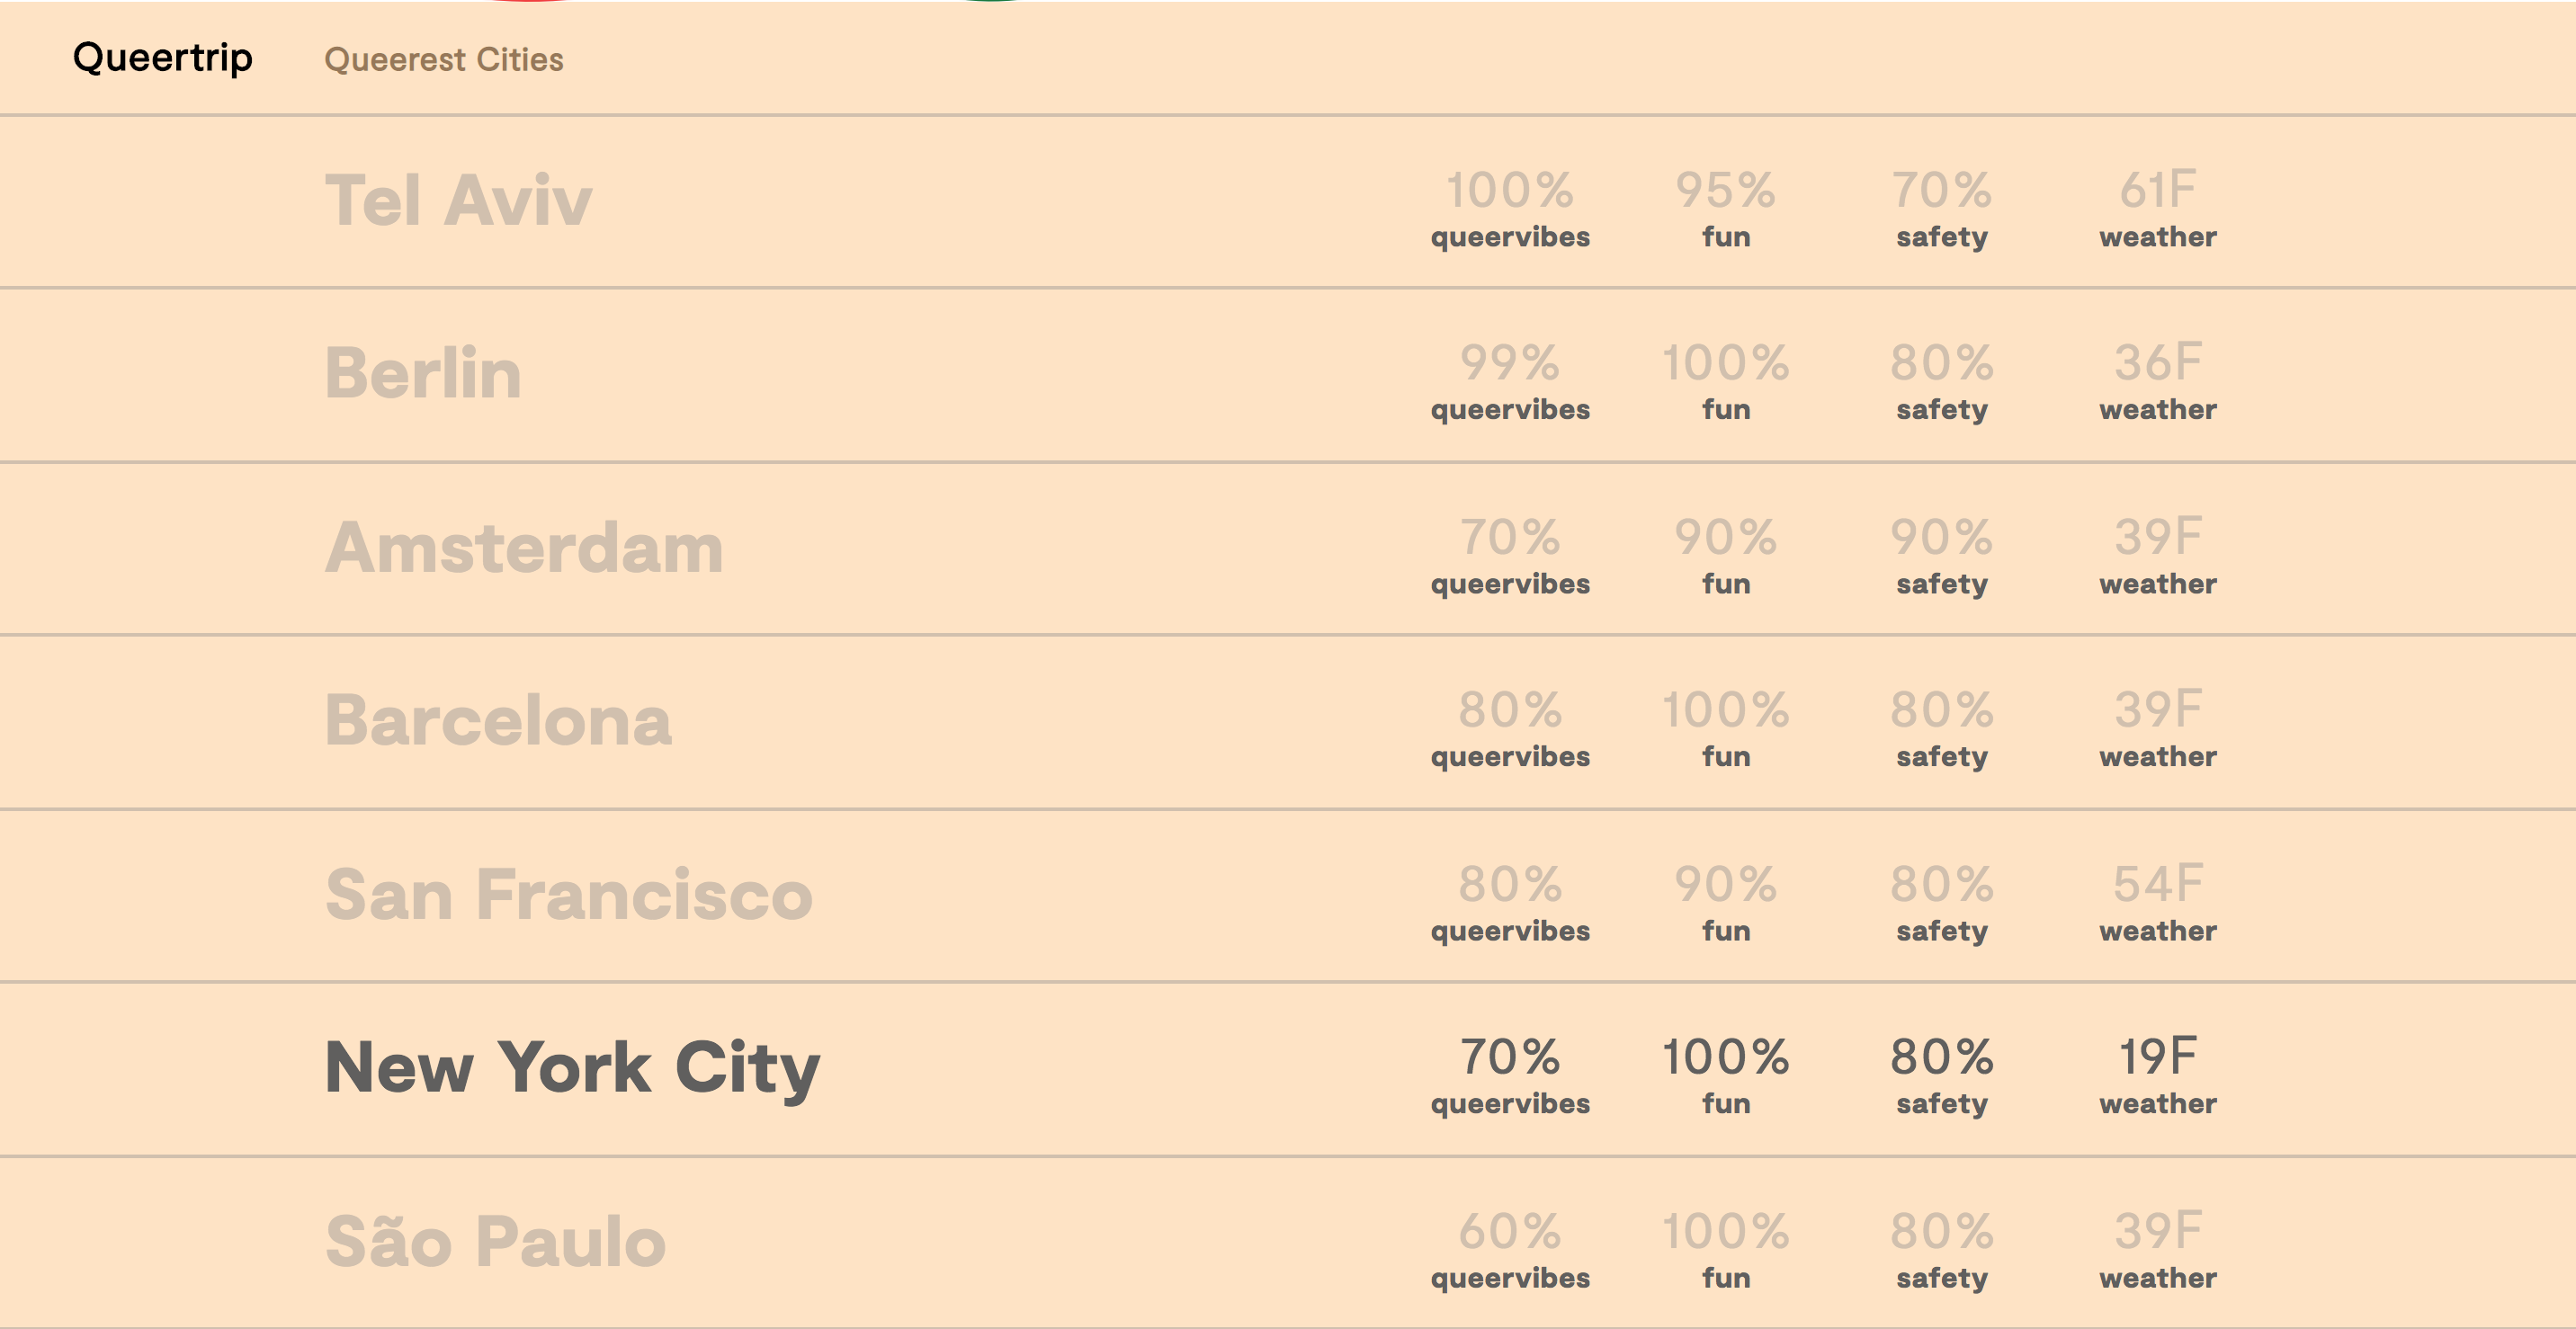 Queertrip Queerest Cities
Tel Aviv 100% 95% 70% 61F
queervibes fun safety weather
Berlin 99% 100% 80% 36F
queervibes fun safety weather
Amsterdam 70% 90% 90% 39F
queervibes fun safety weather
Barcelona 80% 100% 80% 39F
queervibes fun safety weather
San Francisco 80% 90% 80% 54F
queervibes fun safety weather
New York City 70% 100% 80% 19F
queervibes fun safety weather
São Paulo 60% 100% 80% 39F
queervibes fun safety weather